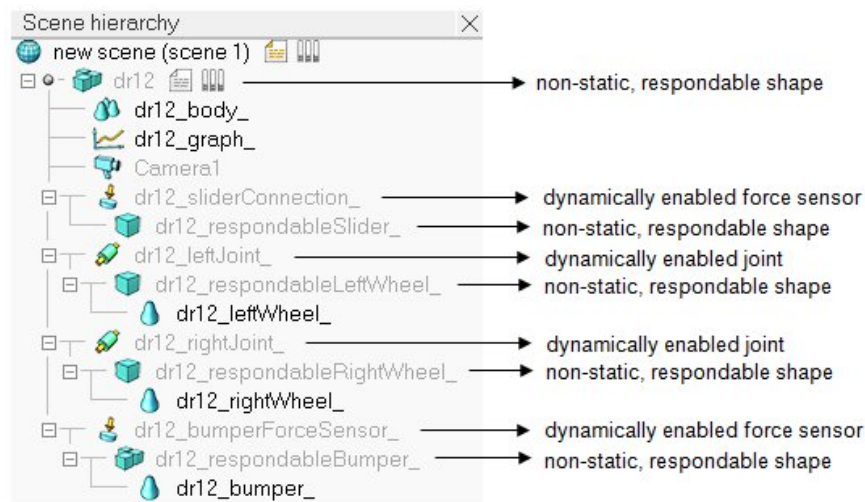 Scene hierarchy
new scene (scene 1)
dr12 non-static, respondable shape
dr12_body_
dr12_graph_
Camera1
dr12_sliderConnection_ dynamically enabled force sensor
dr12_respondableSlider_ non-static, respondable shape
dr12_leftJoint_ dynamically enabled joint
dr12_respondableLeftWheel_ non-static, respondable shape
dr12_leftWheel_
dr12_rightJoint_ dynamically enabled joint
dr12_respondableRightWheel_ non-static, respondable shape
dr12_rightWheel_
dr12_bumperForceSensor_ dynamically enabled force sensor
dr12_respondableBumper_ non-static, respondable shape
dr12_bumper_